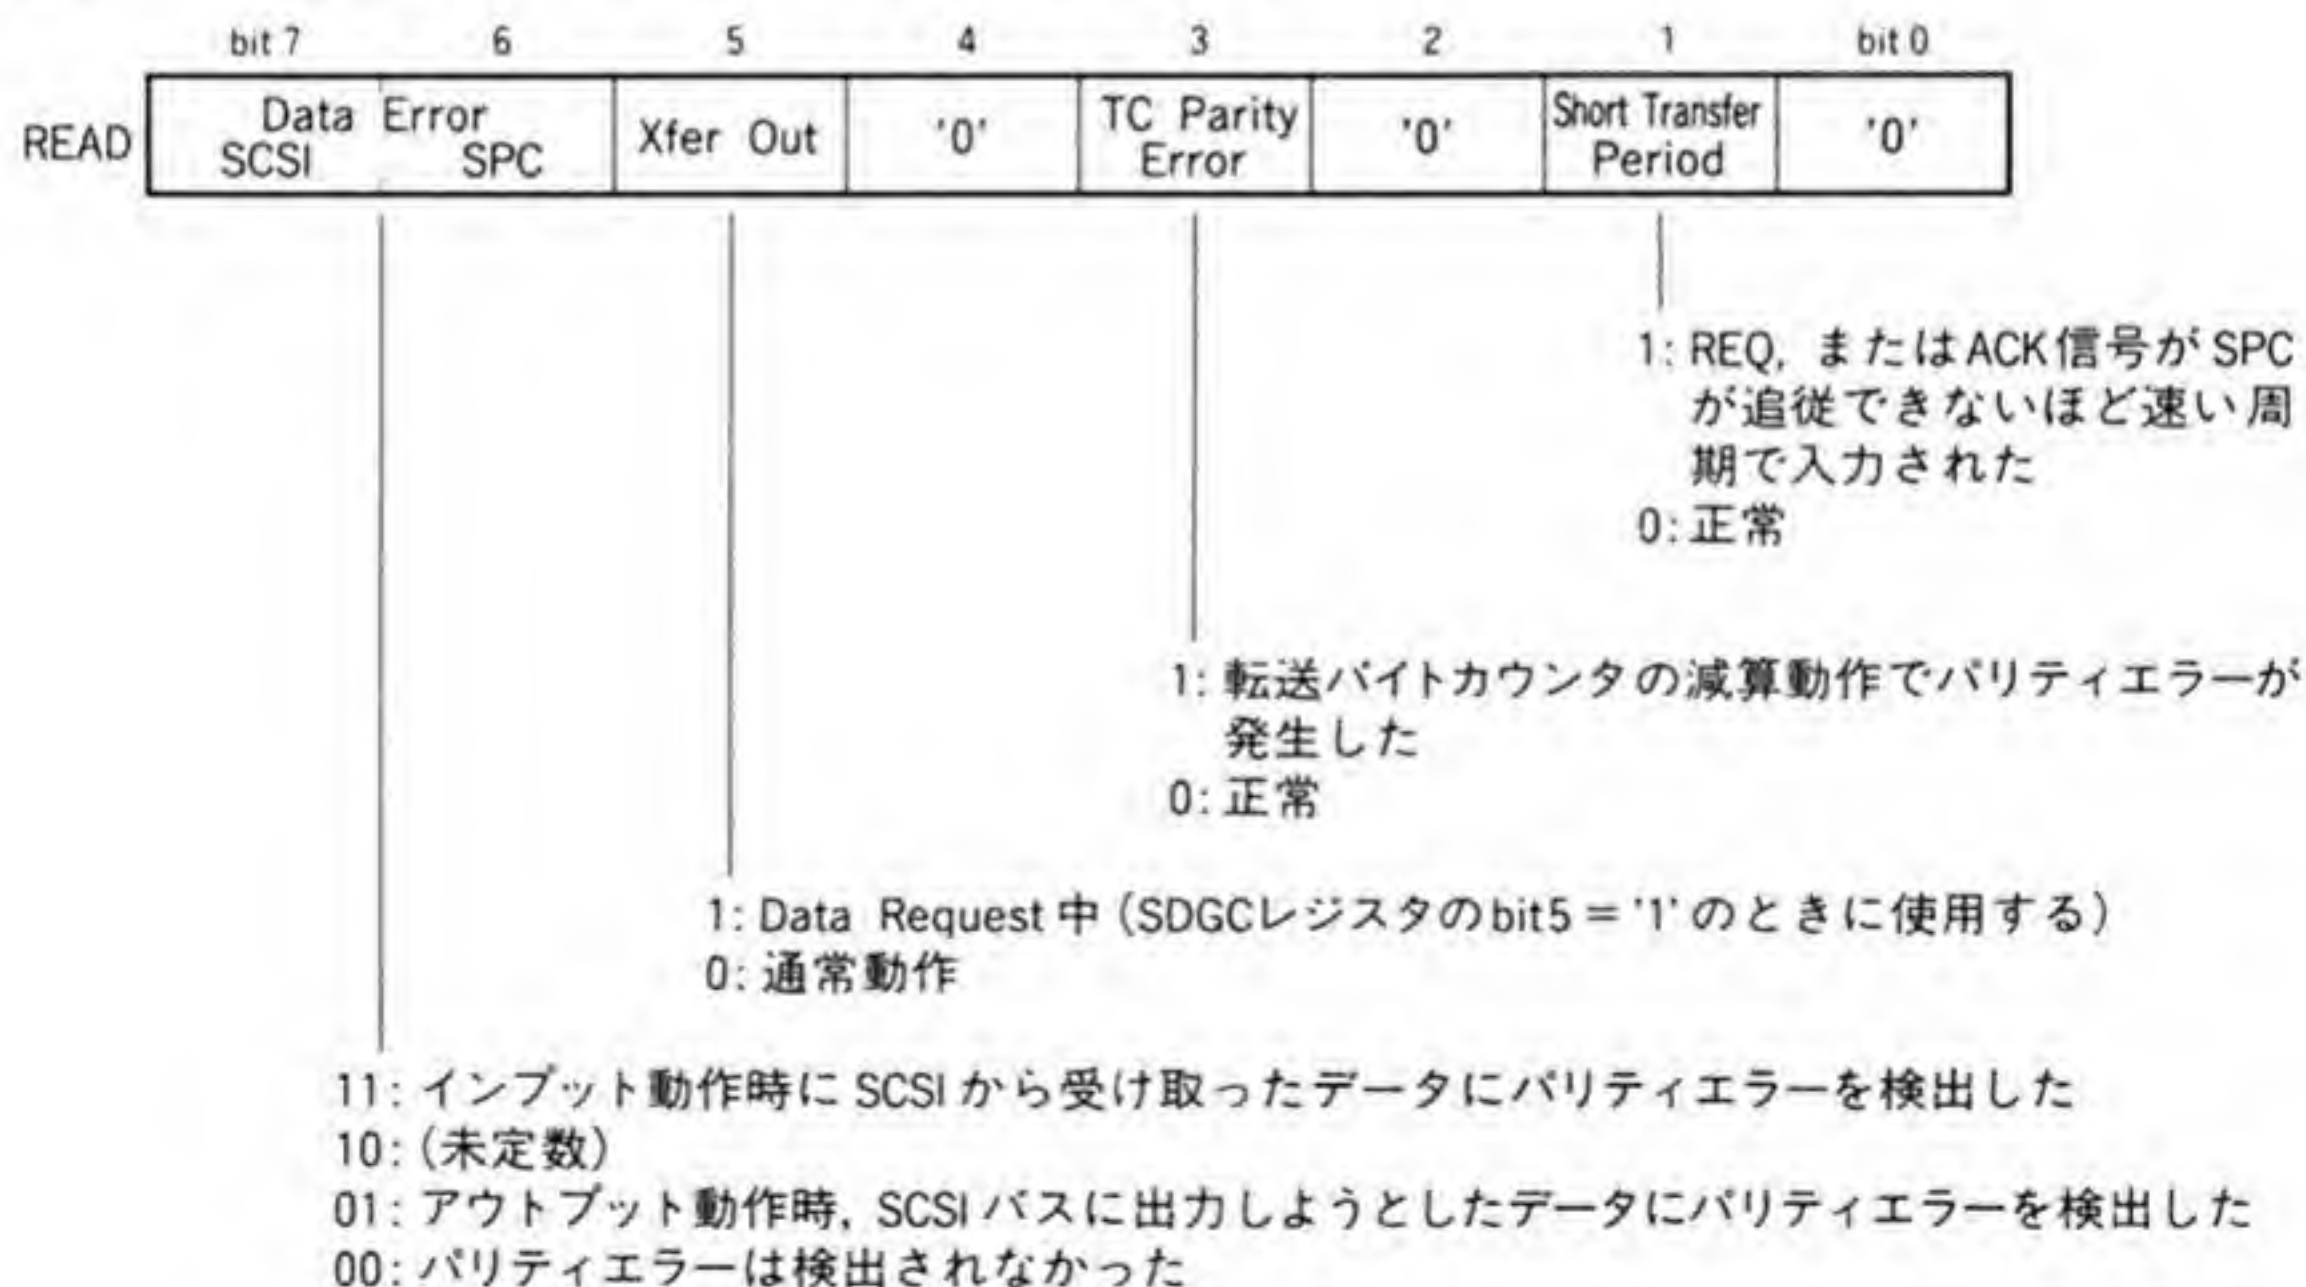 bit 7 6 5 4 3 2 1 bit 0
READ
Data Error
SCSI SPC
Xfer Out
'0'
TC Parity
Error
'0'
Short Transfer
Period
'0'
1: REQ, またはACK信号が SPC
が追従できないほど速い周
期で入力された
0: 正常
1: 転送バイトカウンタの減算動作でパリティエラーが
発生した
0: 正常
1: Data Request 中 (SDGCレジスタのbit5 = '1' のときに使用する)
0: 通常動作
11: インプット動作時に SCSI から受け取ったデータにパリティエラーを検出した
10: (未定数)
01: アウトプット動作時, SCSI バスに出力しようとしたデータにパリティエラーを検出した
00: パリティエラーは検出されなかった